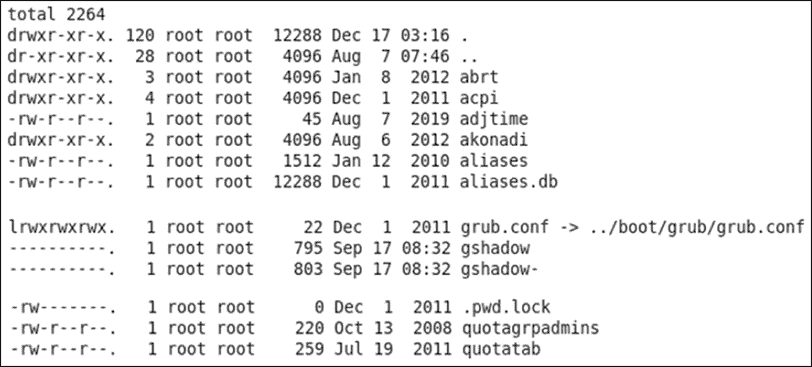 total 2264
drwxr-xr-x. 120 root root 12288 Dec 17 03:16 .
dr-xr-xr-x. 28 root root 4096 Aug 7 07:46 ..
drwxr-xr-x. 3 root root 4096 Jan 8 2012 abrt
drwxr-xr-x. 4 root root 4096 Dec 1 2011 acpi
-rw-r--r--. 1 root root 45 Aug 7 2019 adjtime
drwxr-xr-x. 2 root root 4096 Aug 6 2012 akonadi
-rw-r--r--. 1 root root 1512 Jan 12 2010 aliases
-rw-r--r--. 1 root root 12288 Dec 1 2011 aliases.db
lrwxrwxrwx. 1 root root 22 Dec 1 2011 grub.conf -> ../boot/grub/grub.conf
----------. 1 root root 795 Sep 17 08:32 gshadow
----------. 1 root root 803 Sep 17 08:32 gshadow-
-rw-------. 1 root root 0 Dec 1 2011 .pwd.lock
-rw-r--r--. 1 root root 220 Oct 13 2008 quotagrpadmins
-rw-r--r--. 1 root root 259 Jul 19 2011 quotatab